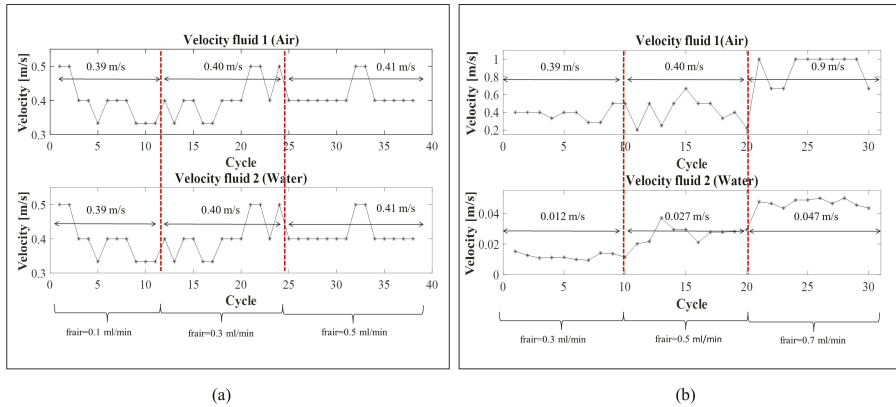 Velocity fluid 1 (Air)
Velocity [m/s]
0.5
0.4
0.3
0.39 m/s
0.40 m/s
0.41 m/s
0 5 10 15 20 25 30 35 40
Cycle
Velocity fluid 2 (Water)
Velocity [m/s]
0.5
0.4
0.3
0.39 m/s
0.40 m/s
0.41 m/s
0 5 10 15 20 25 30 35 40
Cycle
frair=0.1 ml/min
frair=0.3 ml/min
frair=0.5 ml/min
(a)
Velocity fluid 1(Air)
Velocity [m/s]
1
0.8
0.6
0.4
0.2
0.39 m/s
0.40 m/s
0.9 m/s
0 5 10 15 20 25 30
Cycle
Velocity fluid 2 (Water)
Velocity [m/s]
0.04
0.02
0
0.012 m/s
0.027 m/s
0.047 m/s
0 5 10 15 20 25 30
Cycle
frair=0.3 ml/min
frair=0.5 ml/min
frair=0.7 ml/min
(b)